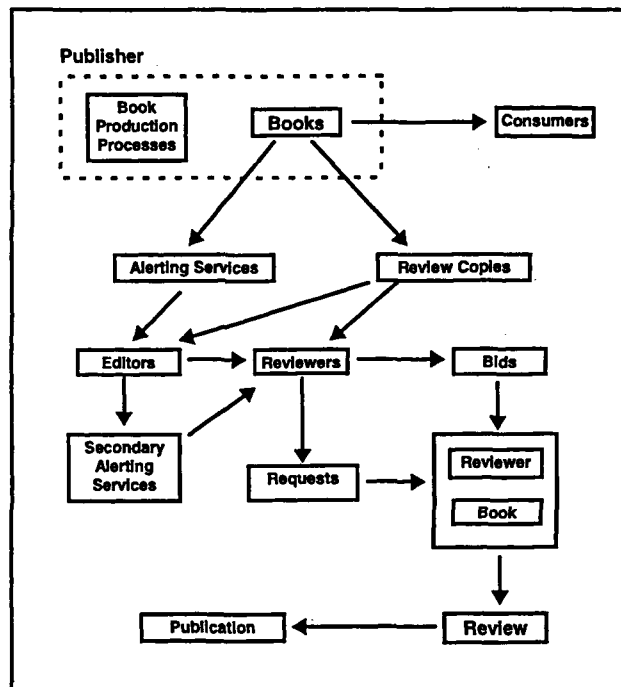 Publisher
Book
Production
Processes
Books
Consumers
Alerting Services
Review Copies
Editors
Reviewers
Bids
Secondary
Alerting
Services
Requests
Reviewer
Book
Publication
Review